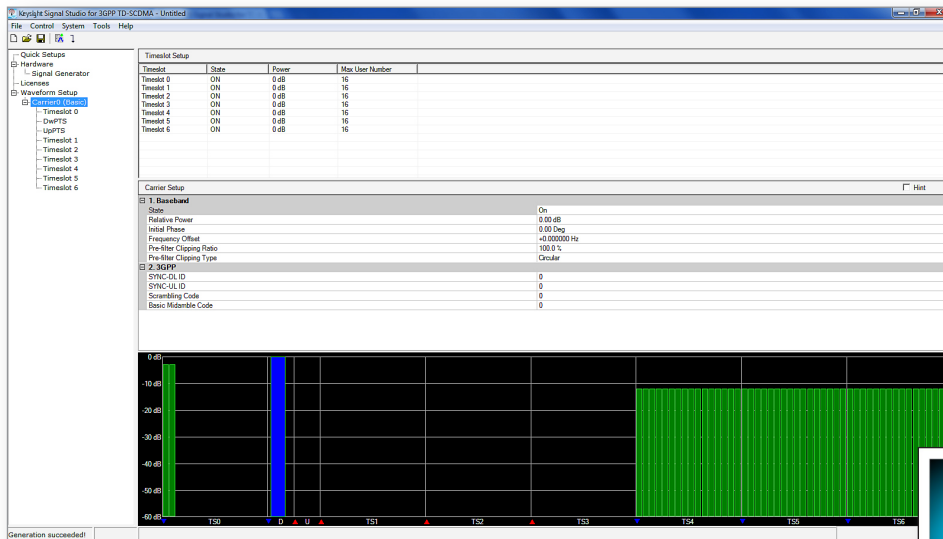 Keysight Signal Studio for 3GPP TD-SCDMA - Untitled
File Control System Tools Help
Quick Setups
Hardware
Signal Generator
Licenses
Waveform Setup
Carrier0 (Basic)
Timeslot 0
DwPTS
UpPTS
Timeslot 1
Timeslot 2
Timeslot 3
Timeslot 4
Timeslot 5
Timeslot 6
Timeslot Setup
Timeslot State Power Max User Number
Timeslot 0 ON 0 dB 16
Timeslot 1 ON 0 dB 16
Timeslot 2 ON 0 dB 16
Timeslot 3 ON 0 dB 16
Timeslot 4 ON 0 dB 16
Timeslot 5 ON 0 dB 16
Timeslot 6 ON 0 dB 16
Carrier Setup Hint
1. Baseband
State On
Relative Power 0.00 dB
Initial Phase 0.00 Deg
Frequency Offset +0.000000 Hz
Pre-filter Clipping Ratio 100.0 %
Pre-filter Clipping Type Circular
2. 3GPP
SYNC-DL ID 0
SYNC-UL ID 0
Scrambling Code 0
Basic Midamble Code 0
0 dB
-10 dB
-20 dB
-30 dB
-40 dB
-50 dB
-60 dB
TS0 D U TS1 TS2 TS3 TS4 TS5 TS6
Generation succeeded!